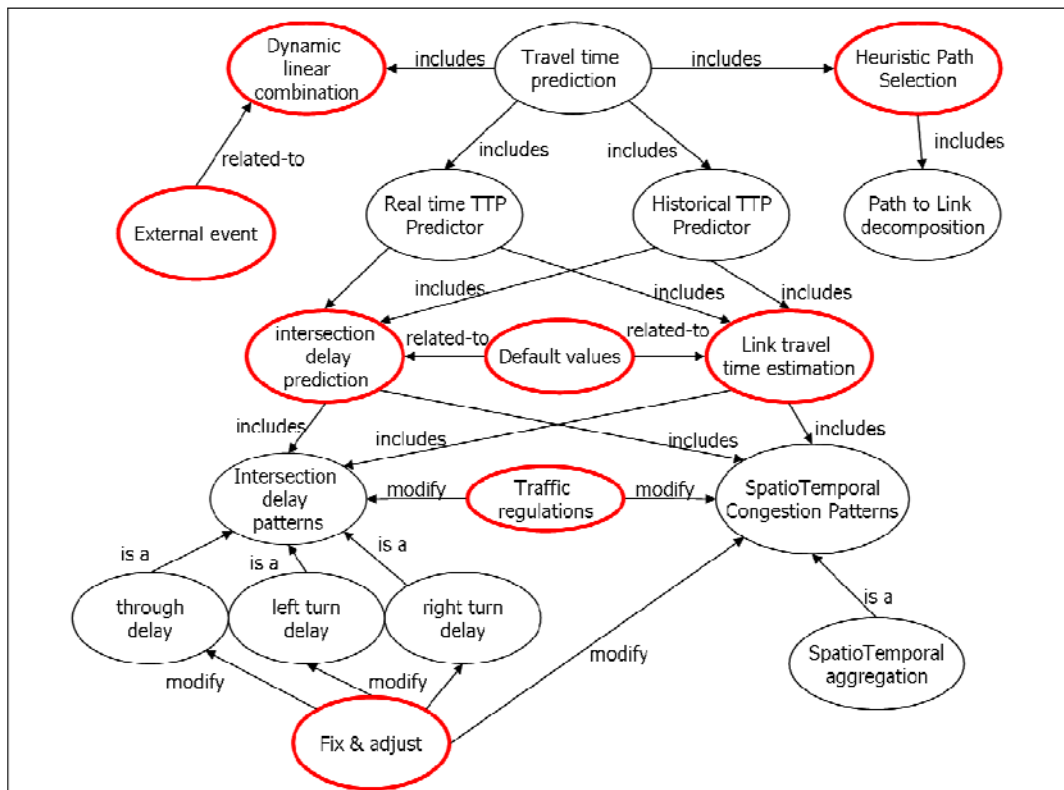 Dynamic
linear
combination
includes
Travel time
prediction
includes
Heuristic Path
Selection
related-to
includes
includes
includes
External event
Real time TTP
Predictor
Historical TTP
Predictor
Path to Link
decomposition
includes
includes
includes
intersection
delay
prediction
related-to
Default values
related-to
Link travel
time estimation
includes
includes
includes
includes
Intersection
delay
patterns
modify
Traffic
regulations
modify
SpatioTemporal
Congestion Patterns
is a
is a
is a
through
delay
left turn
delay
right turn
delay
is a
modify
modify
modify
SpatioTemporal
aggregation
Fix & adjust